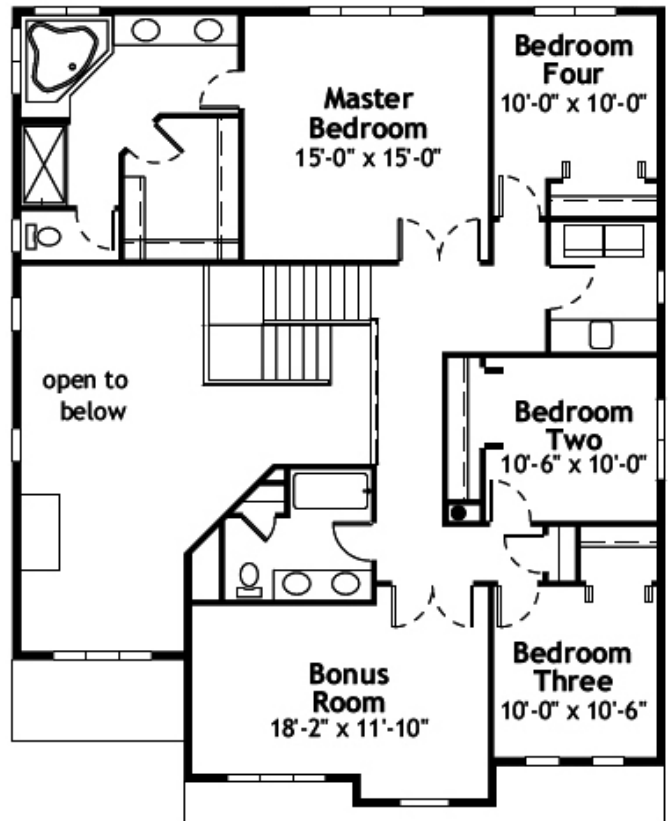 Master
Bedroom
15'-0" x 15'-0"
Bedroom
Four
10'-0" x 10'-0"
open to
below
Bedroom
Two
10'-6" x 10'-0"
Bonus
Room
18'-2" x 11'-10"
Bedroom
Three
10'-0" x 10'-6"